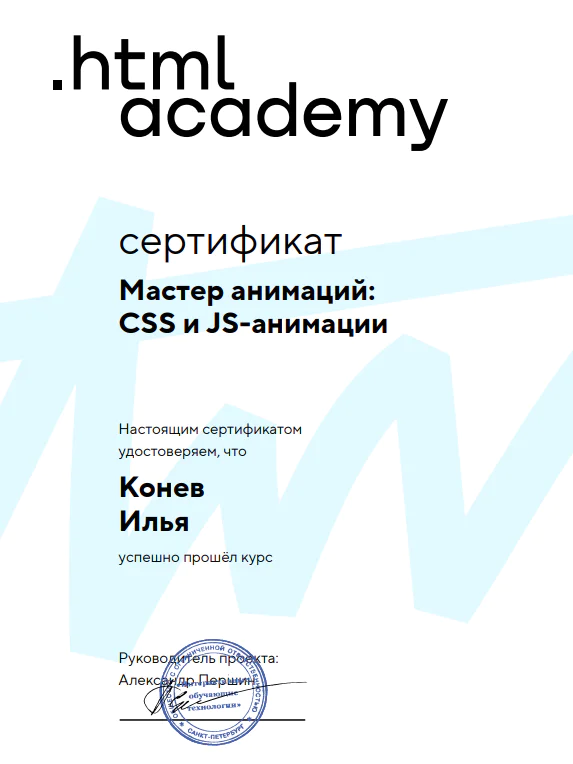 .html
academy
сертификат
Мастер анимаций:
CSS и JS-анимации
Настоящим сертификатом
удостоверяем, что
Конев
Илья
успешно прошёл курс
Руководитель проекта:
Александр Першин
обучающие
технологии»
САНКТ-ПЕТЕРБУРГ